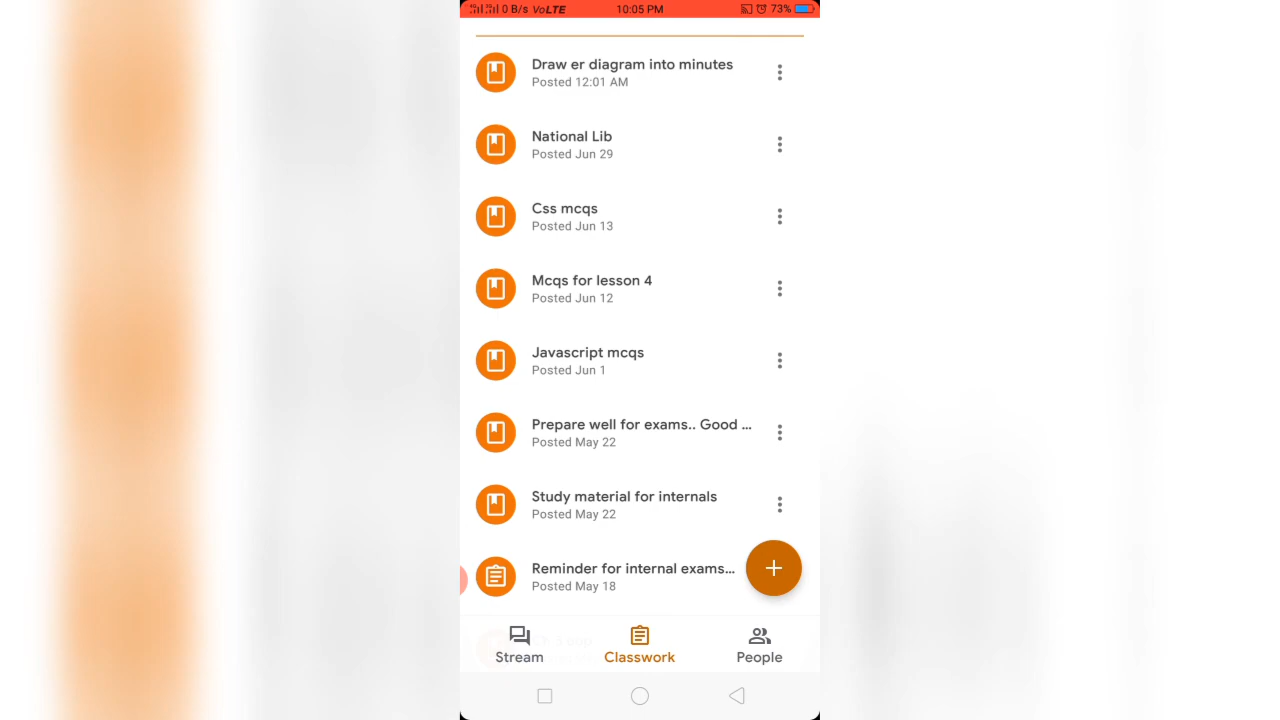 0 B/s VoLTE 10:05 PM 73%
Draw er diagram into minutes
Posted 12:01 AM
National Lib
Posted Jun 29
Css mcqs
Posted Jun 13
Mcqs for lesson 4
Posted Jun 12
Javascript mcqs
Posted Jun 1
Prepare well for exams.. Good ...
Posted May 22
Study material for internals
Posted May 22
Reminder for internal exams...
Posted May 18
Stream Classwork People